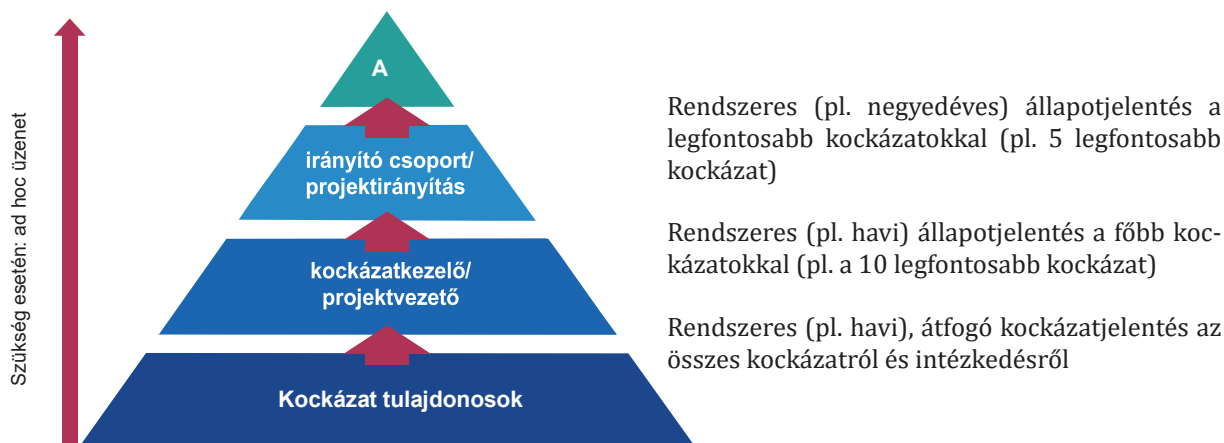 A
irányító csoport/
projektirányítás
kockázatkezelő/
projektvezető
Kockázat tulajdonosok
Szükség esetén: ad hoc üzenet
Rendszeres (pl. negyedéves) állapotjelentés a
legfontosabb kockázatokkal (pl. 5 legfontosabb
kockázat)
Rendszeres (pl. havi) állapotjelentés a főbb koc-
kázatokkal (pl. a 10 legfontosabb kockázat)
Rendszeres (pl. havi), átfogó kockázatjelentés az
összes kockázatról és intézkedésről